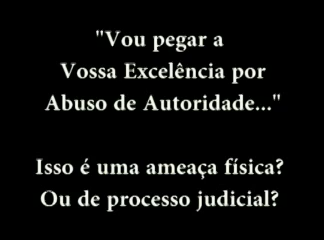 "Vou pegar a
Vossa Excelência por
Abuso de Autoridade..."
Isso é uma ameaça física?
Ou de processo judicial?